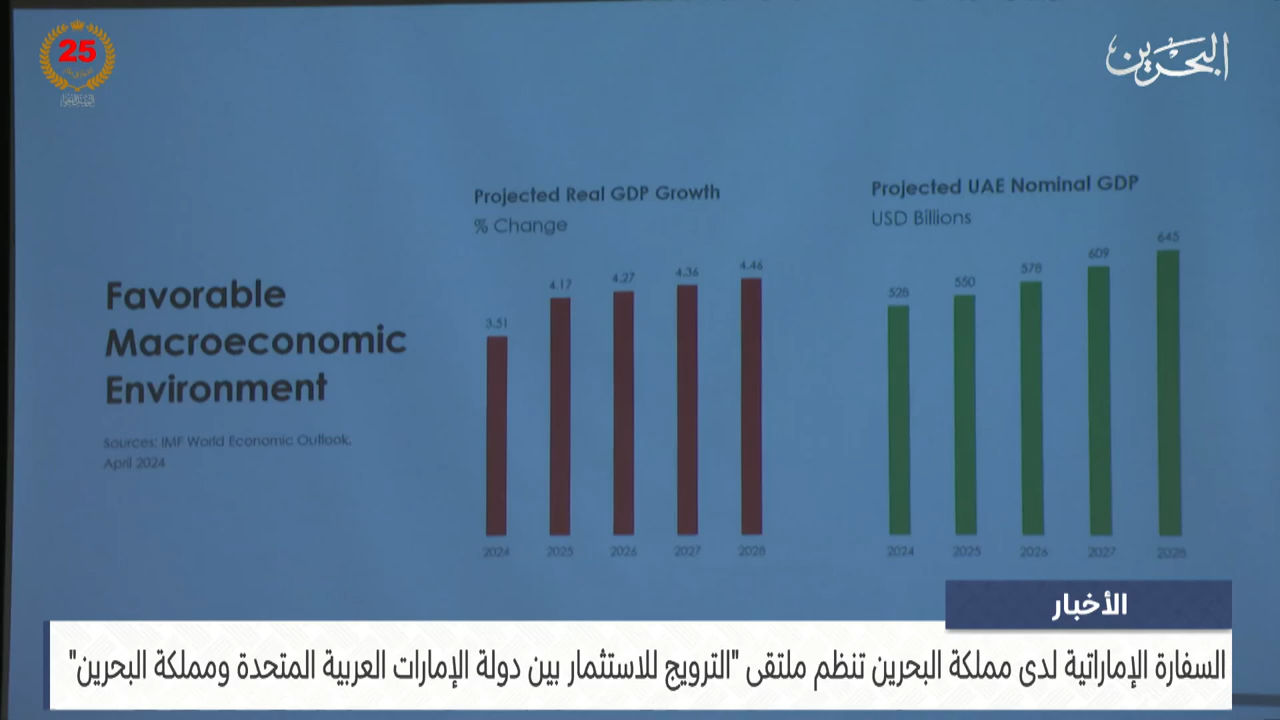 25
البحرين
Projected Real GDP Growth
% Change
3.51
4.17
4.27
4.36
4.46
2024
2025
2026
2027
2028
Projected UAE Nominal GDP
USD Billions
528
550
578
609
645
2024
2025
2026
2027
2028
Favorable
Macroeconomic
Environment
Sources: IMF World Economic Outlook,
April 2024
الأخبار
السفارة الإماراتية لدى مملكة البحرين تنظم ملتقى "الترويج للاستثمار بين دولة الإمارات العربية المتحدة ومملكة البحرين"